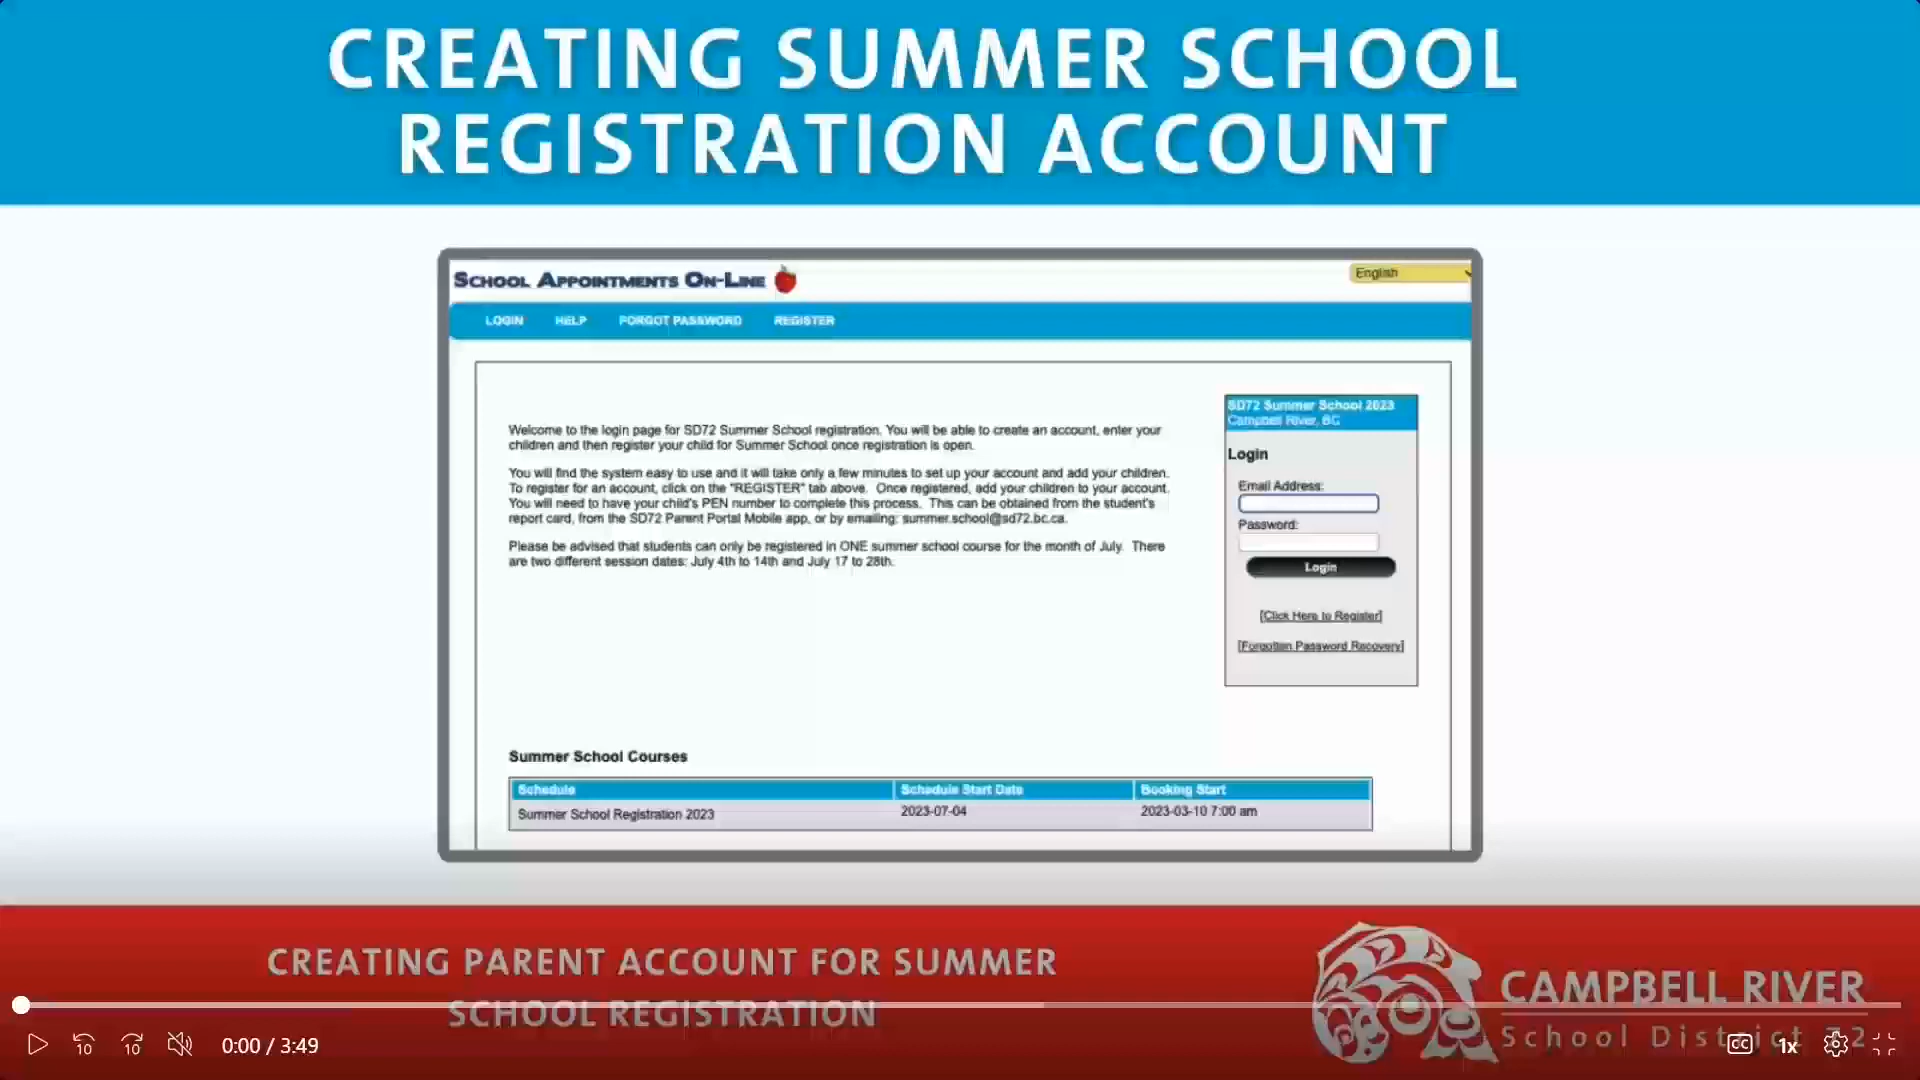 CREATING SUMMER SCHOOL
REGISTRATION ACCOUNT
SCHOOL APPOINTMENTS ON-LINE
English
LOGIN HELP FORGOT PASSWORD REGISTER
SD72 Summer School 2023
Campbell River, BC
Welcome to the login page for SD72 Summer School registration. You will be able to create an account, enter your
children and then register your child for Summer School once registration is open.
You will find the system easy to use and it will take only a few minutes to set up your account and add your children.
To register for an account, click on the "REGISTER" tab above. Once registered, add your children to your account.
You will need to have your child's PEN number to complete this process. This can be obtained from the student's
report card, from the SD72 Parent Portal Mobile app, or by emailing: summer.school@sd72.bc.ca.
Please be advised that students can only be registered in ONE summer school course for the month of July. There
are two different session dates: July 4th to 14th and July 17 to 28th.
Login
Email Address:
Password:
Login
[Click Here to Register]
[Forgotten Password Recovery]
Summer School Courses
Schedule Schedule Start Date Booking Start
Summer School Registration 2023 2023-07-04 2023-03-10 7:00 am
CREATING PARENT ACCOUNT FOR SUMMER
SCHOOL REGISTRATION
CAMPBELL RIVER
School District 72
10 10 0:00 / 3:49 CC 1x